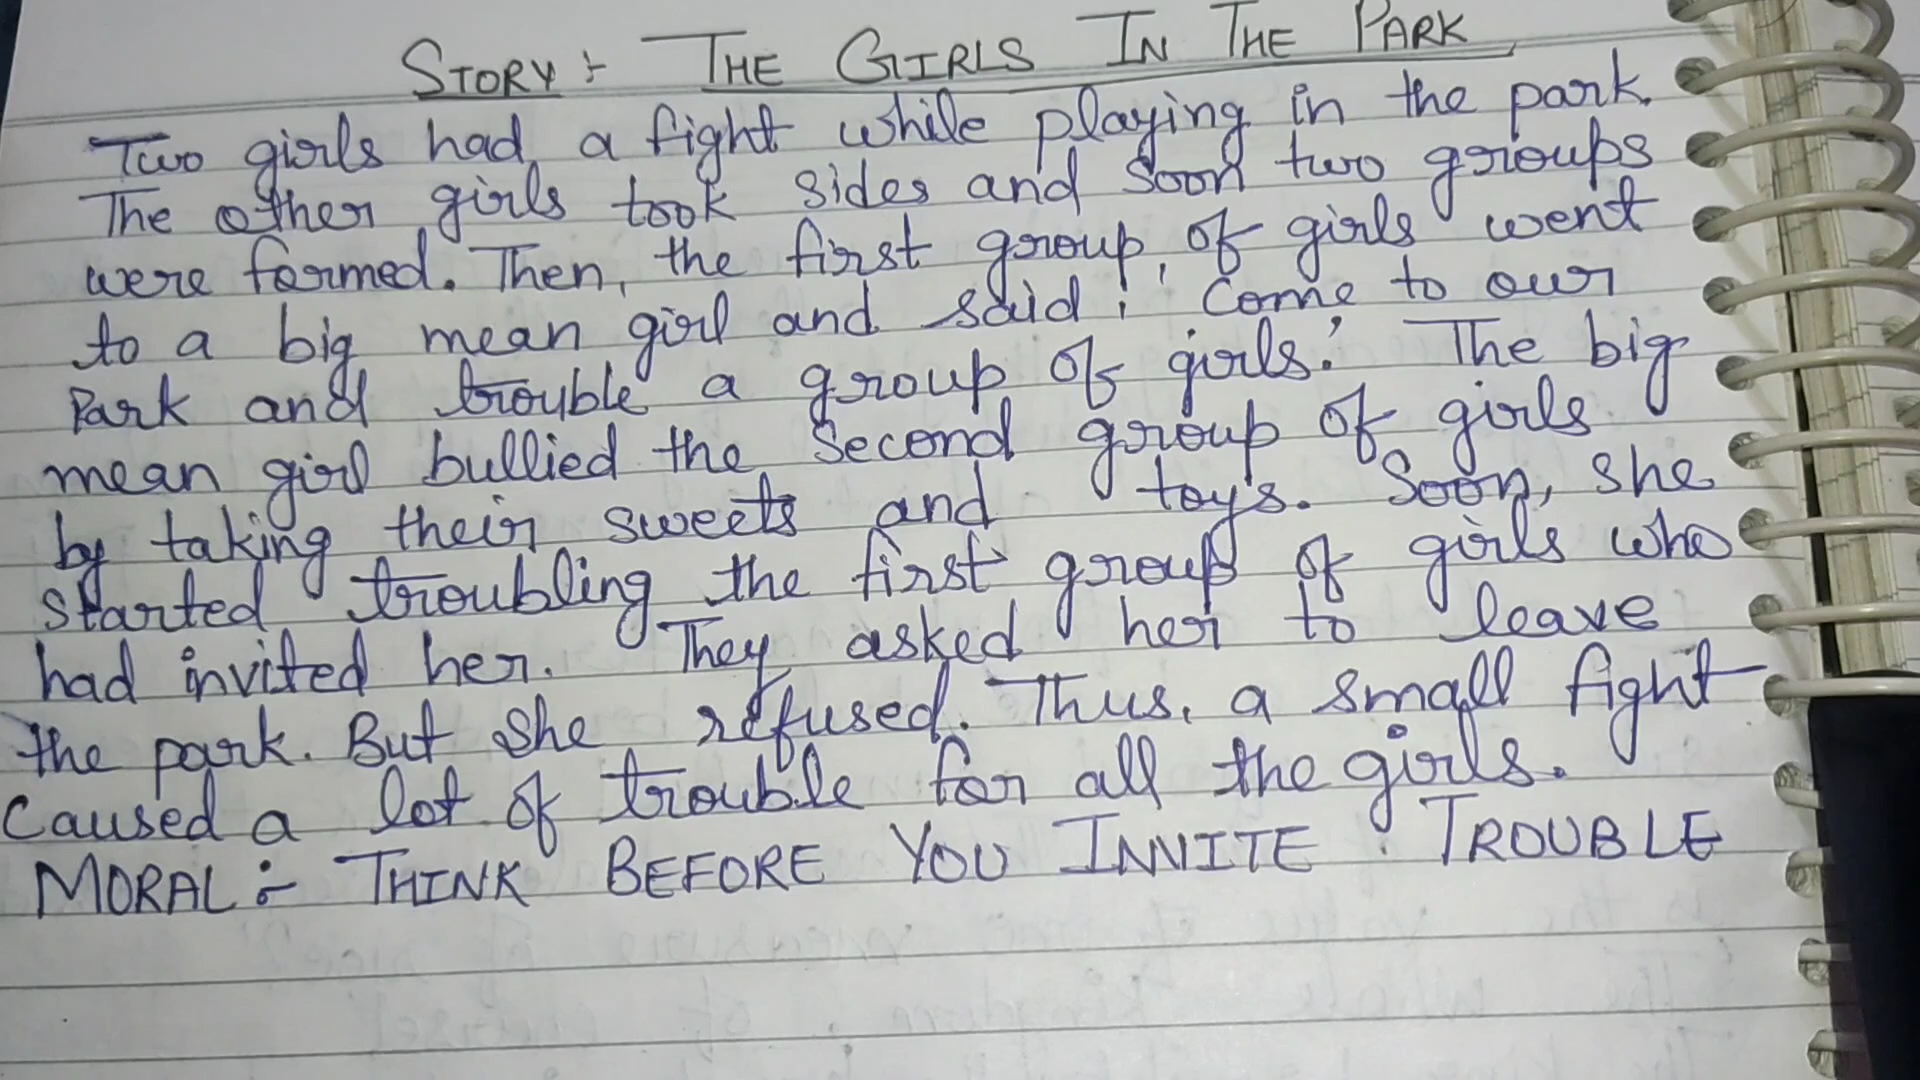 STORY :- THE GIRLS IN THE PARK
Two girls had a fight while playing in the park.
The other girls took sides and soon two groups
were formed. Then, the first group of girls went
to a big mean girl and said : 'Come to our
Park and trouble a group of girls.' The big
mean girl bullied the second group of girls
by taking their sweets and toys. Soon, she
started troubling the first group of girls who
had invited her. They asked her to leave
the park. But she refused. Thus, a small fight
caused a lot of trouble for all the girls.
MORAL :- THINK BEFORE YOU INVITE TROUBLE